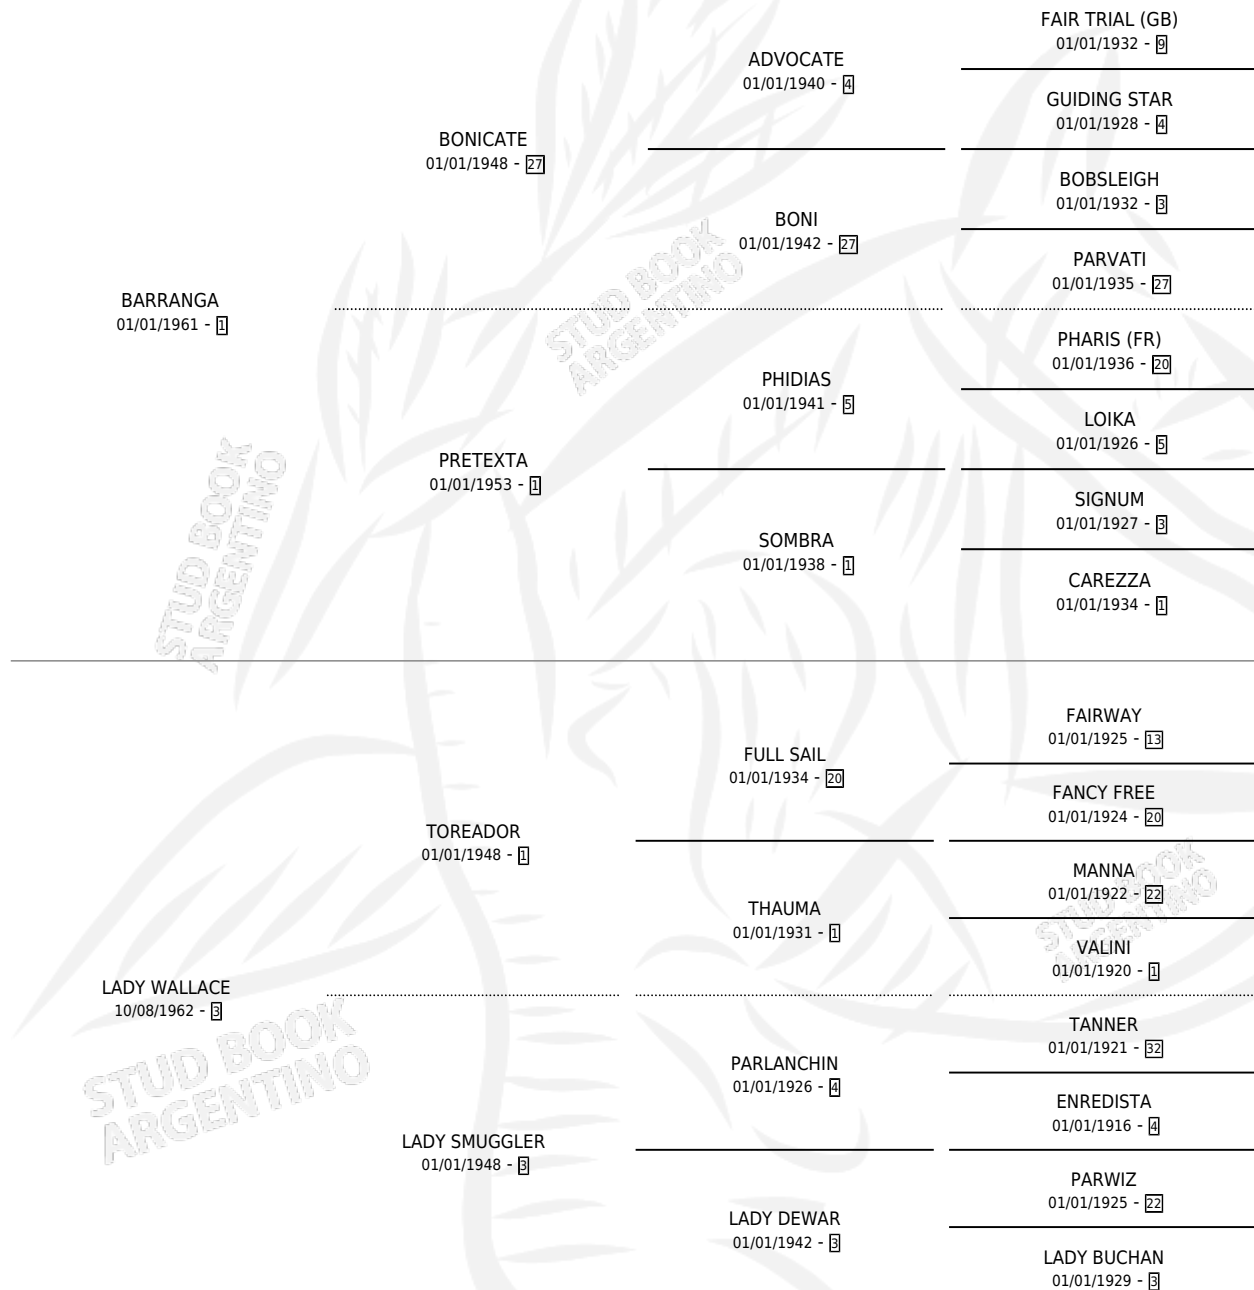 FAIR TRIAL (GB)
01/01/1932 - 9
ADVOCATE
01/01/1940 - 4
GUIDING STAR
01/01/1928 - 4
BONICATE
01/01/1948 - 27
BOBSLEIGH
01/01/1932 - 3
BONI
01/01/1942 - 27
PARVATI
01/01/1935 - 27
BARRANGA
01/01/1961 - 1
PHARIS (FR)
01/01/1936 - 20
PHIDIAS
01/01/1941 - 5
LOIKA
01/01/1926 - 5
PRETEXTA
01/01/1953 - 1
SIGNUM
01/01/1927 - 3
SOMBRA
01/01/1938 - 1
CAREZZA
01/01/1934 - 1
FAIRWAY
01/01/1925 - 13
FULL SAIL
01/01/1934 - 20
FANCY FREE
01/01/1924 - 20
TOREADOR
01/01/1948 - 1
MANNA
01/01/1922 - 22
THAUMA
01/01/1931 - 1
VALINI
01/01/1920 - 1
LADY WALLACE
10/08/1962 - 3
TANNER
01/01/1921 - 32
PARLANCHIN
01/01/1926 - 4
ENREDISTA
01/01/1916 - 4
LADY SMUGGLER
01/01/1948 - 3
PARWIZ
01/01/1925 - 22
LADY DEWAR
01/01/1942 - 3
LADY BUCHAN
01/01/1929 - 3
STUD BOOK
ARGENTINO
STUD BOOK
ARGENTINO
STUD BOOK
ARGENTINO
STUD BOOK
ARGENTINO